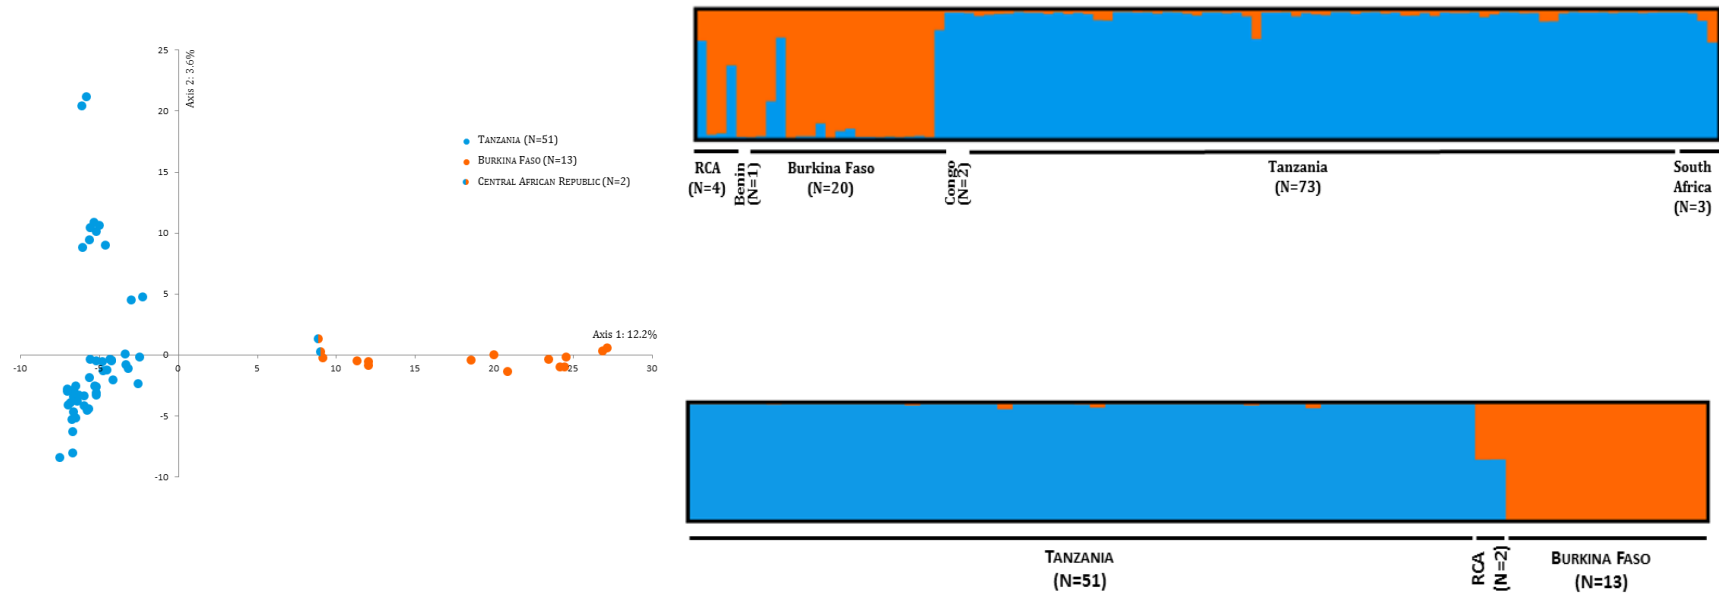 25
20
15
10
5
0
-5
-10
Axis 2: 3.6%
TANZANIA (N=51)
BURKINA FASO (N=13)
CENTRAL AFRICAN REPUBLIC (N=2)
Axis 1: 12.2%
-10
-5
0
5
10
15
20
25
30
RCA
(N=4)
Benin
(N=1)
Burkina Faso
(N=20)
Congo
(N=2)
Tanzania
(N=73)
South
Africa
(N=3)
TANZANIA
(N=51)
RCA
(N=2)
BURKINA FASO
(N=13)